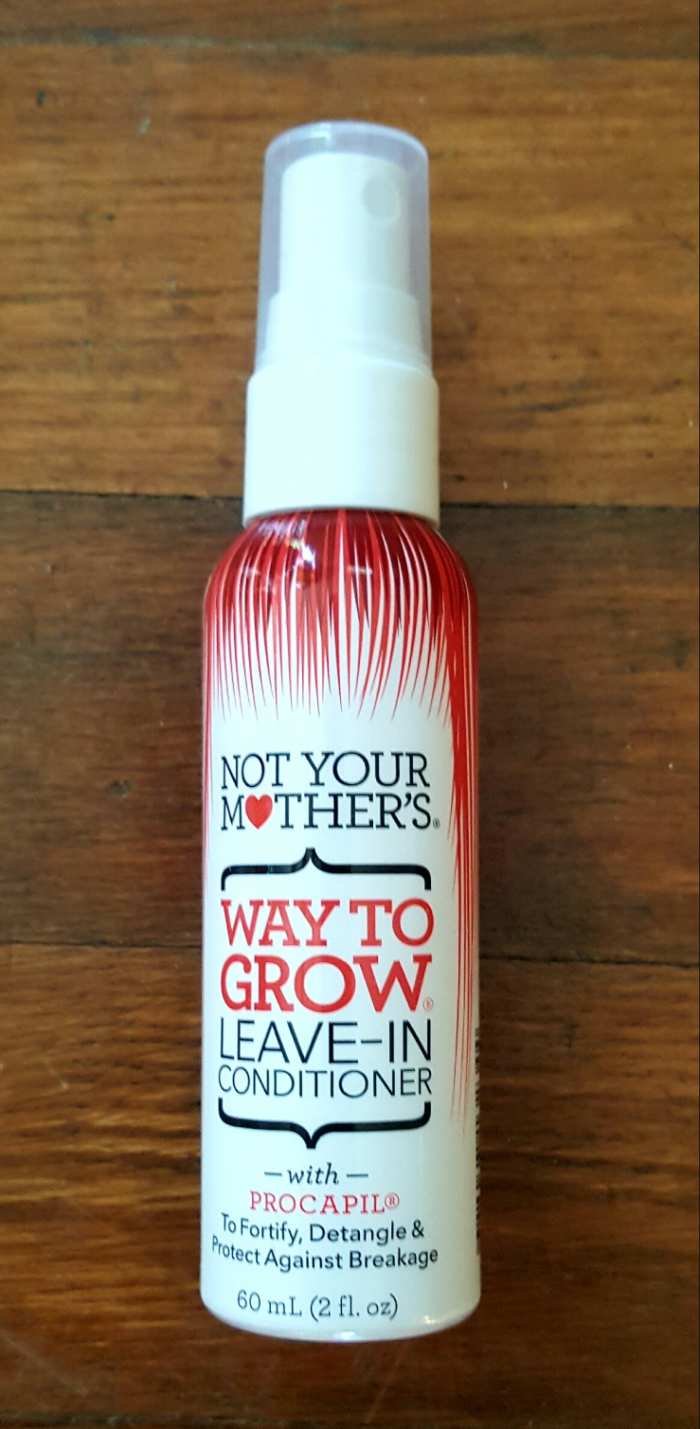 NOT YOUR
M❤THER'S®
WAY TO
GROW®
LEAVE-IN
CONDITIONER
—with—
PROCAPIL®
To Fortify, Detangle &
Protect Against Breakage
60 mL (2 fl. oz)